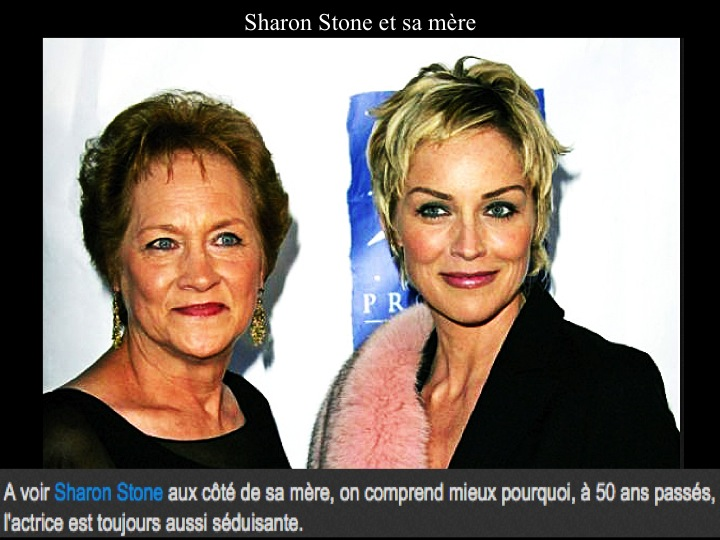 Sharon Stone et sa mère
PR
A voir Sharon Stone aux côté de sa mère, on comprend mieux pourquoi, à 50 ans passés,
l'actrice est toujours aussi séduisante.